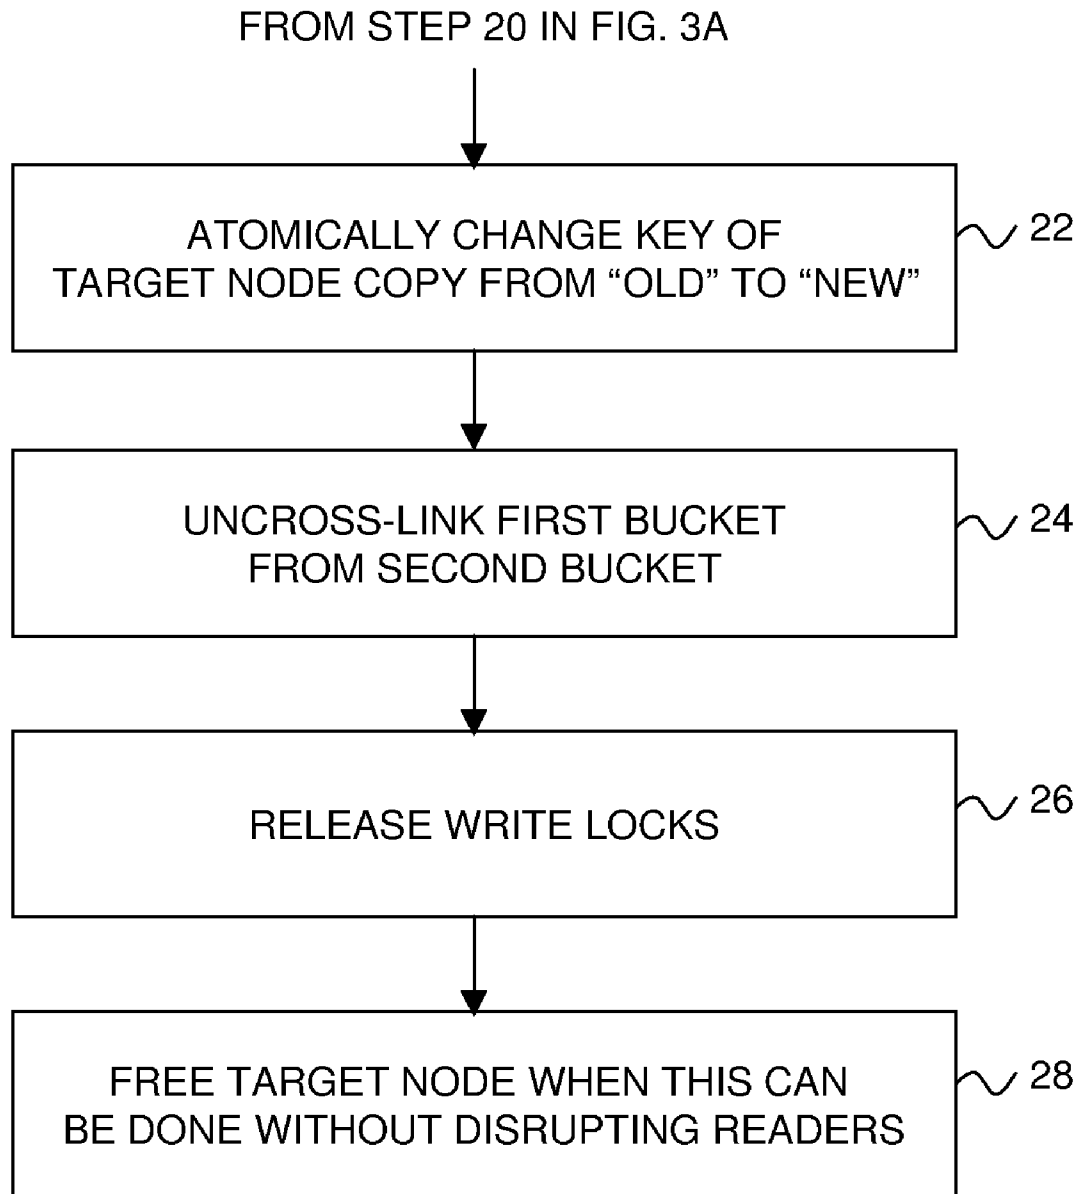 FROM STEP 20 IN FIG. 3A
ATOMICALLY CHANGE KEY OF
TARGET NODE COPY FROM “OLD” TO “NEW”
22
UNCROSS-LINK FIRST BUCKET
FROM SECOND BUCKET
24
RELEASE WRITE LOCKS
26
FREE TARGET NODE WHEN THIS CAN
BE DONE WITHOUT DISRUPTING READERS
28